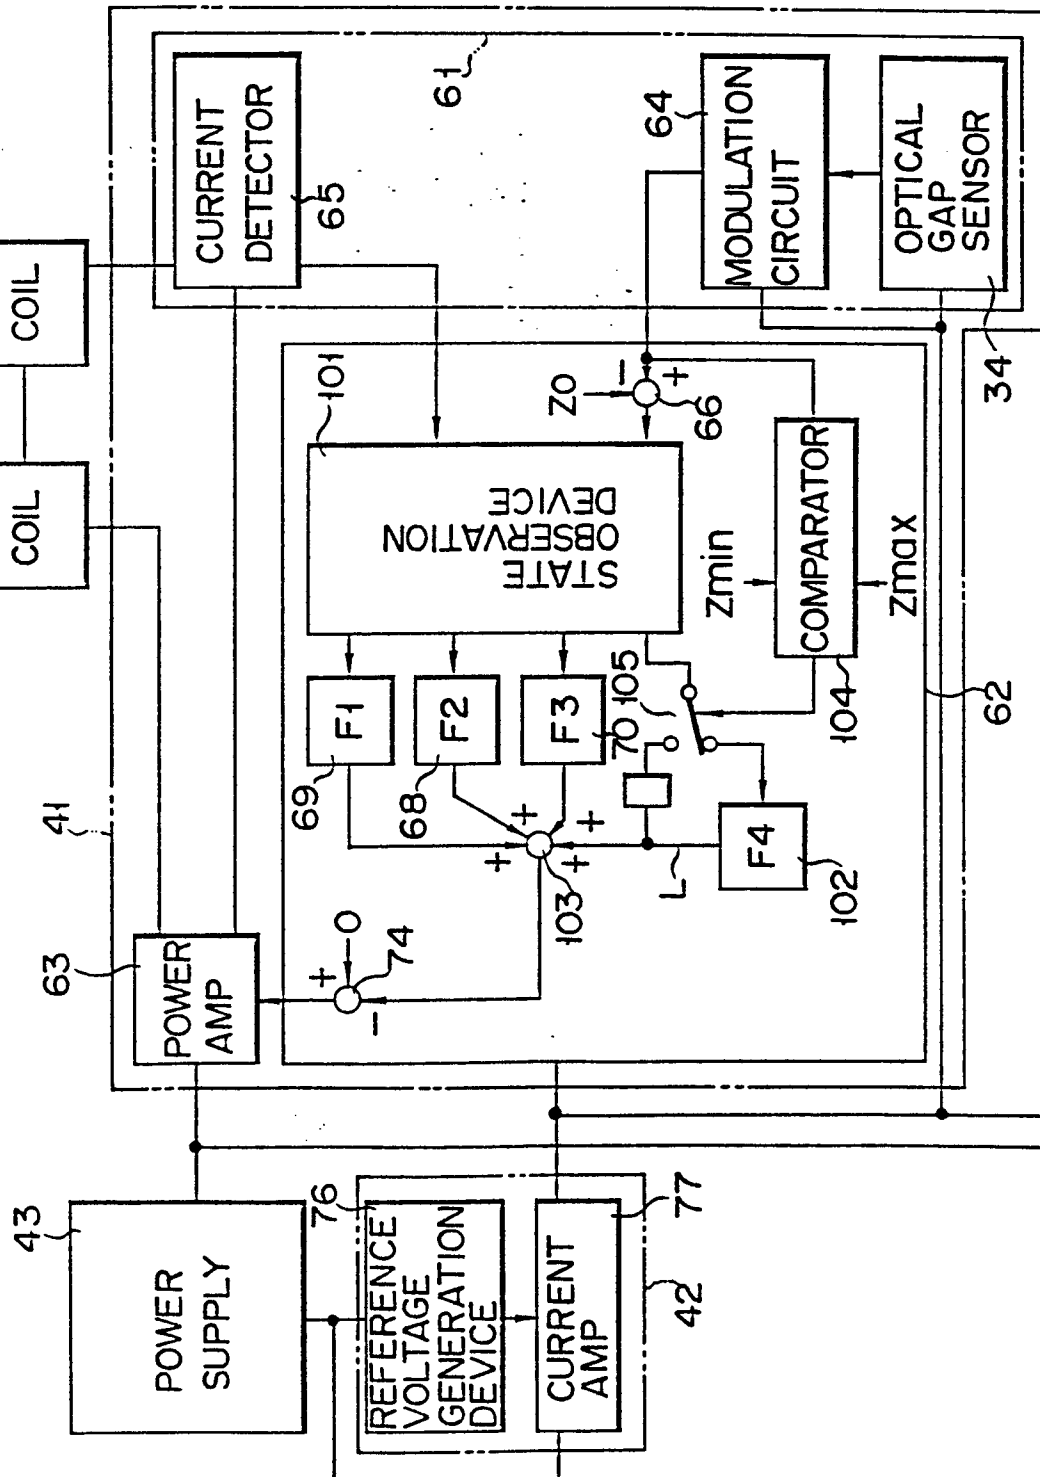 COIL
COIL
41
61
CURRENT
DETECTOR
65
64
MODULATION
CIRCUIT
OPTICAL
GAP
SENSOR
34
101
STATE
OBSERVATION
DEVICE
Z0
−
+
66
Zmin
COMPARATOR
Zmax
104
62
F1
69
F2
68
F3
70
105
F4
102
L
+
+
+
+
103
+
0
−
74
63
POWER
AMP
43
POWER
SUPPLY
76
REFERENCE
VOLTAGE
GENERATION
DEVICE
CURRENT
AMP
77
42